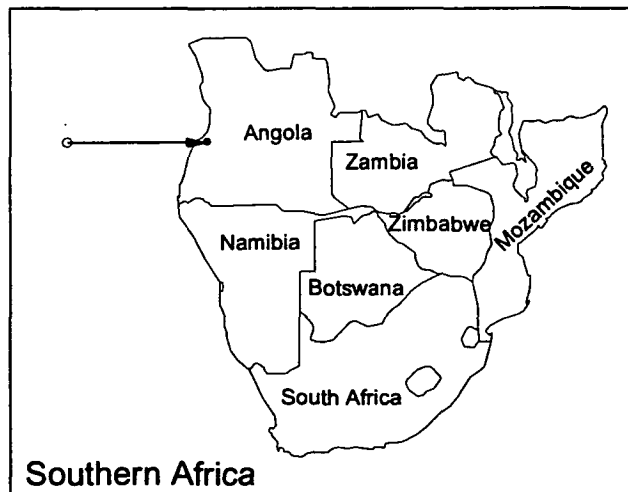 Angola
Zambia
Mozambique
Zimbabwe
Namibia
Botswana
South Africa
Southern Africa